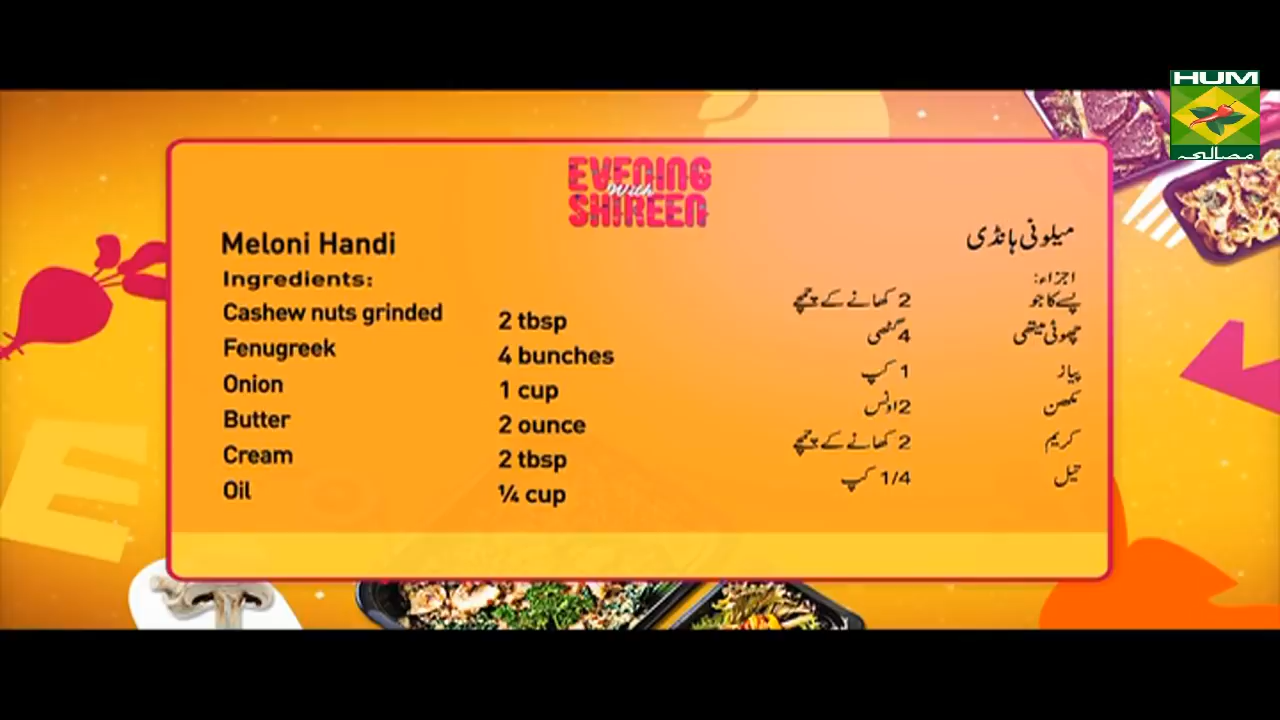 HUM
مصالحہ
EVENING
With
SHIREEN
Meloni Handi
Ingredients:
Cashew nuts grinded 2 tbsp
Fenugreek 4 bunches
Onion 1 cup
Butter 2 ounce
Cream 2 tbsp
Oil ¼ cup
میلونی ہانڈی
اجزاء:
پسے کاجو 2 کھانے کے چمچے
چھوٹی میتھی 4 گٹھی
پیاز 1 کپ
مکھن 2 اونس
کریم 2 کھانے کے چمچے
تیل 1/4 کپ